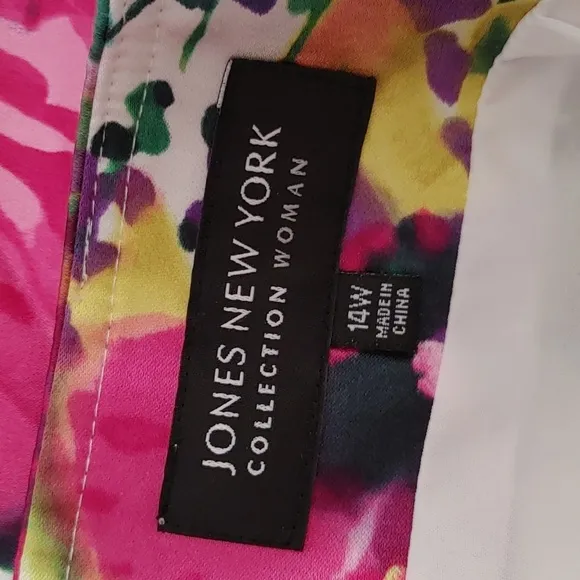 JONES NEW YORK
COLLECTION WOMAN
14W
MADE IN
CHINA